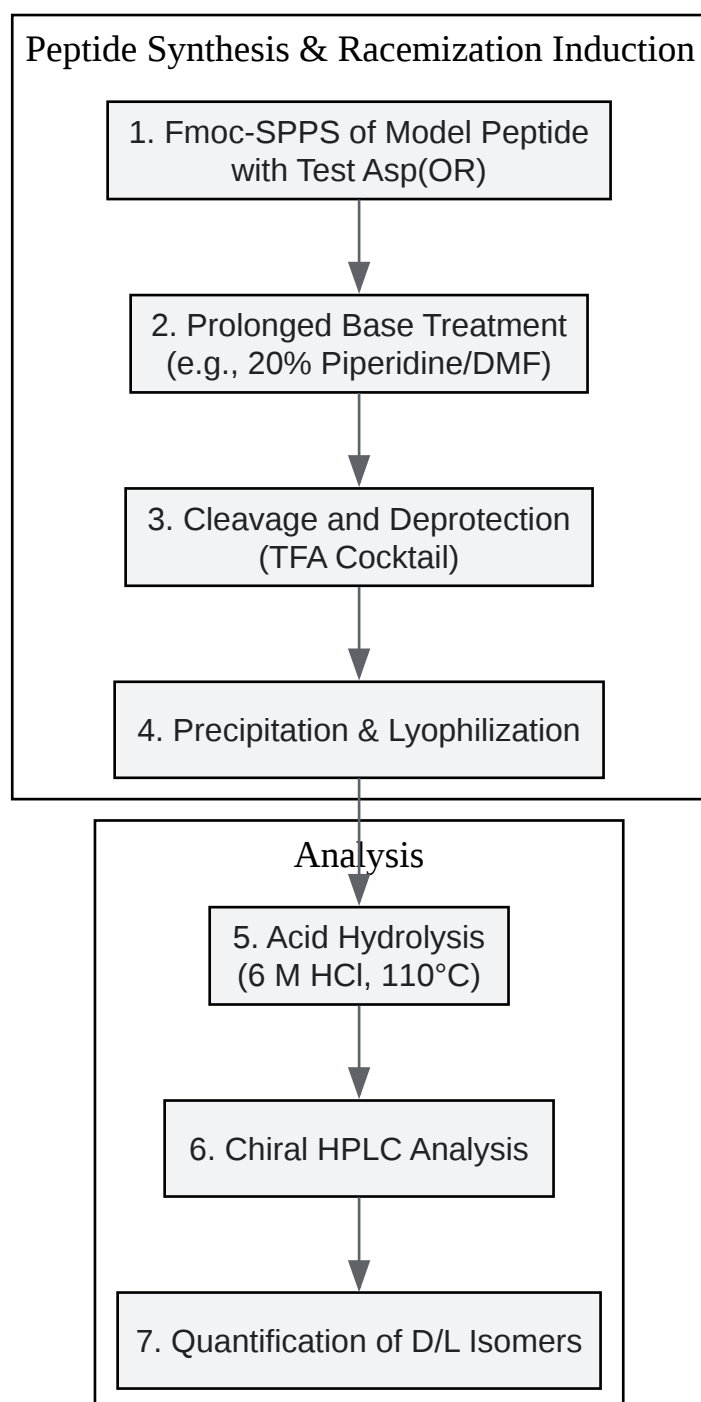 Peptide Synthesis & Racemization Induction
1. Fmoc-SPPS of Model Peptide
with Test Asp(OR)
2. Prolonged Base Treatment
(e.g., 20% Piperidine/DMF)
3. Cleavage and Deprotection
(TFA Cocktail)
4. Precipitation & Lyophilization
Analysis
5. Acid Hydrolysis
(6 M HCl, 110°C)
6. Chiral HPLC Analysis
7. Quantification of D/L Isomers